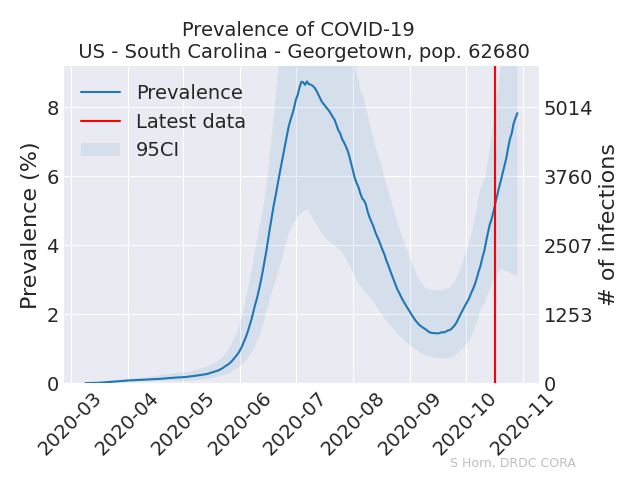 Prevalence of COVID-19
US - South Carolina - Georgetown, pop. 62680
Prevalence
Latest data
95CI
Prevalence (%)
8
6
4
2
0
5014
3760
2507
1253
0
# of infections
2020-03
2020-04
2020-05
2020-06
2020-07
2020-08
2020-09
2020-10
2020-11
S Horn, DRDC CORA